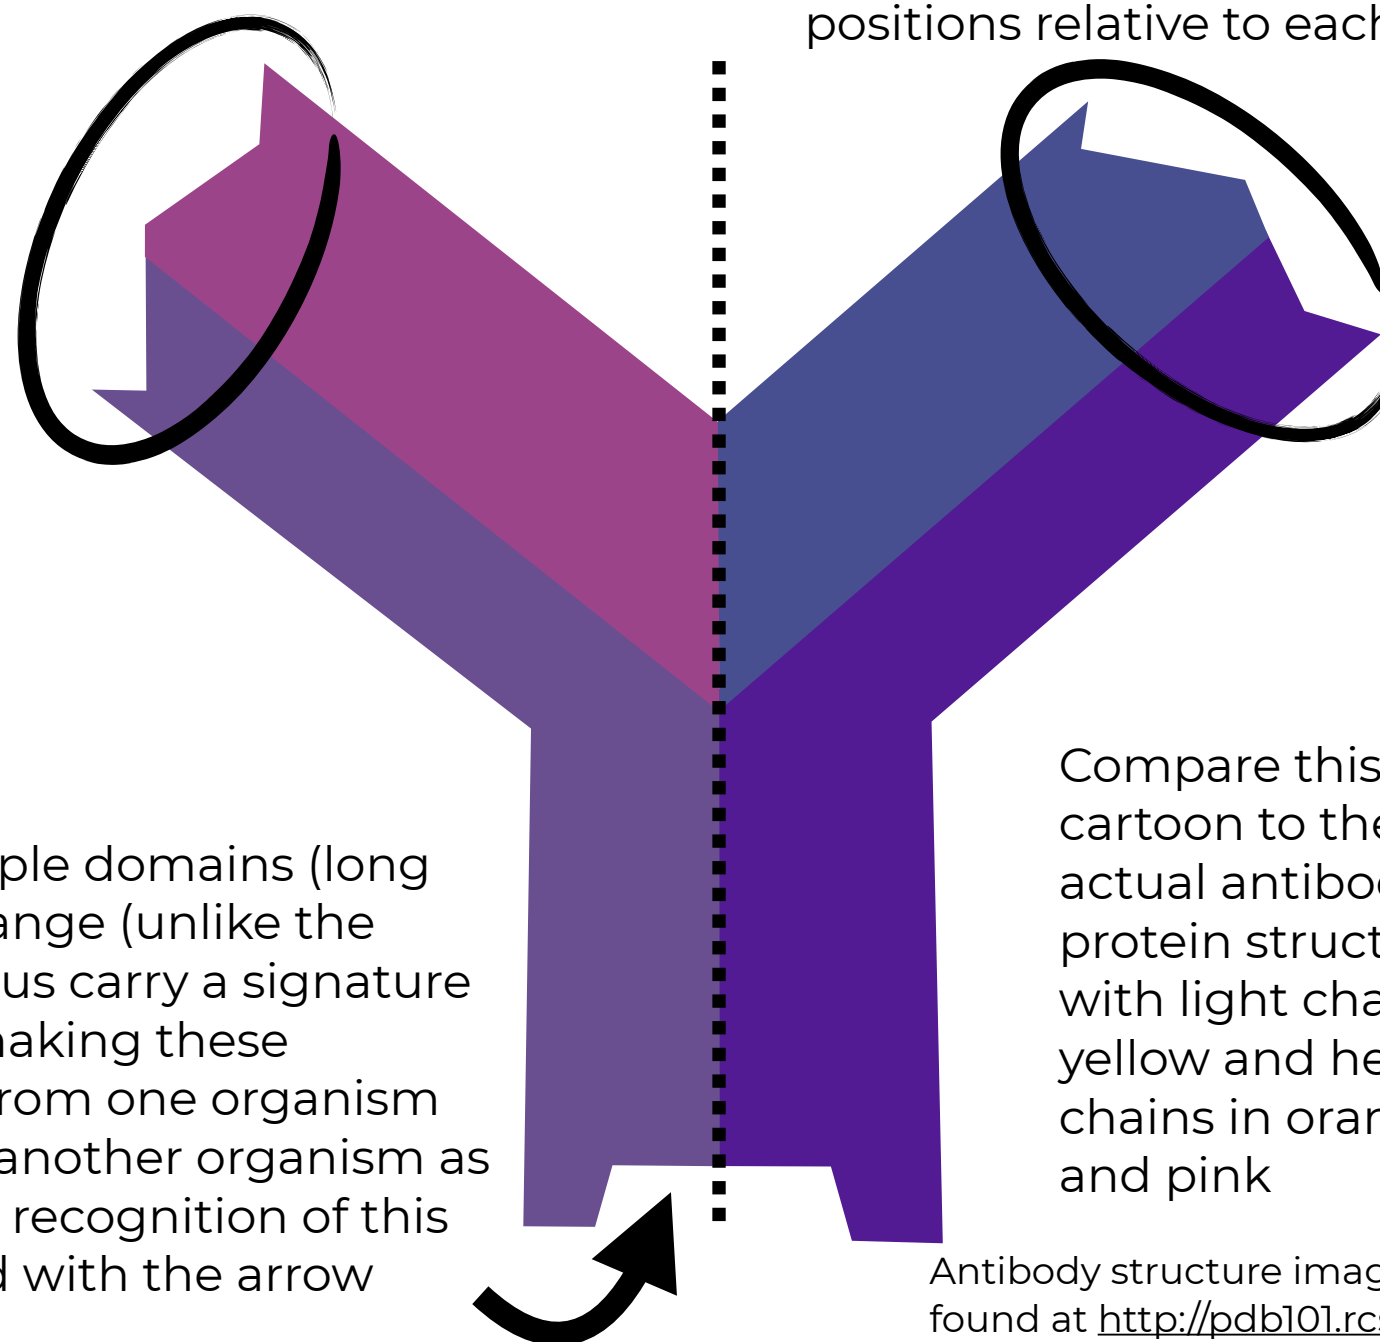 positions relative to each
Compare this
cartoon to the
actual antibo
protein struct
with light cha
yellow and he
chains in oran
and pink
ple domains (long
ange (unlike the
us carry a signature
naking these
rom one organism
another organism as
recognition of this
d with the arrow
Antibody structure imag
found at http://pdb101.rcs